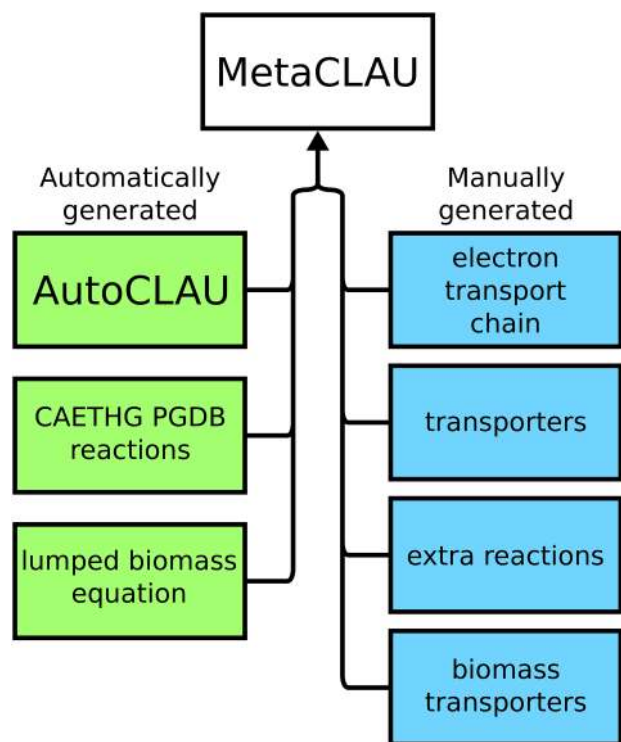 MetaCLAU
Automatically
generated
AutoCLAU
CAETHG PGDB
reactions
lumped biomass
equation
Manually
generated
electron
transport
chain
transporters
extra reactions
biomass
transporters